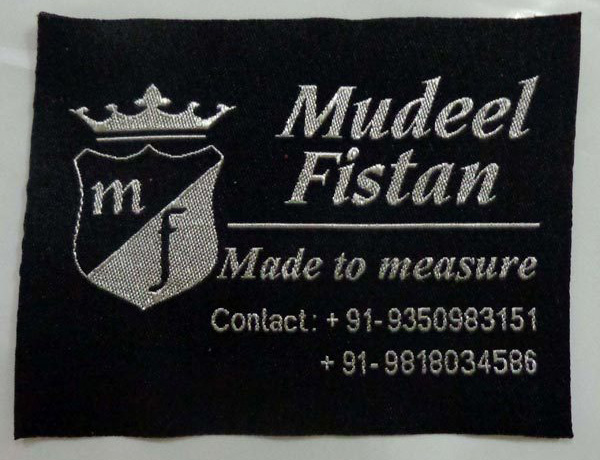 m
f
Mudeel
Fistan
Made to measure
Contact: + 91-9350983151
+ 91-9818034586